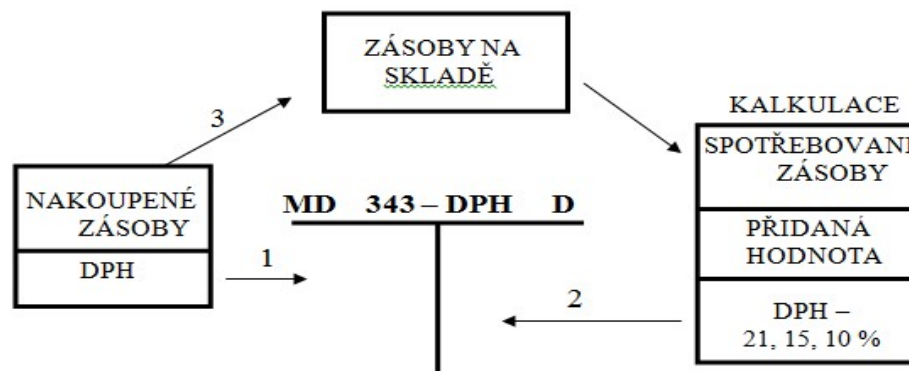 ZÁSOBY NA
SKLADĚ
3
KALKULACE
SPOTŘEBOVAN
ZÁSOBY
NAKOUPENÉ
ZÁSOBY
MD 343 – DPH D
PŘIDANÁ
HODNOTA
DPH
1
2
DPH –
21, 15, 10 %